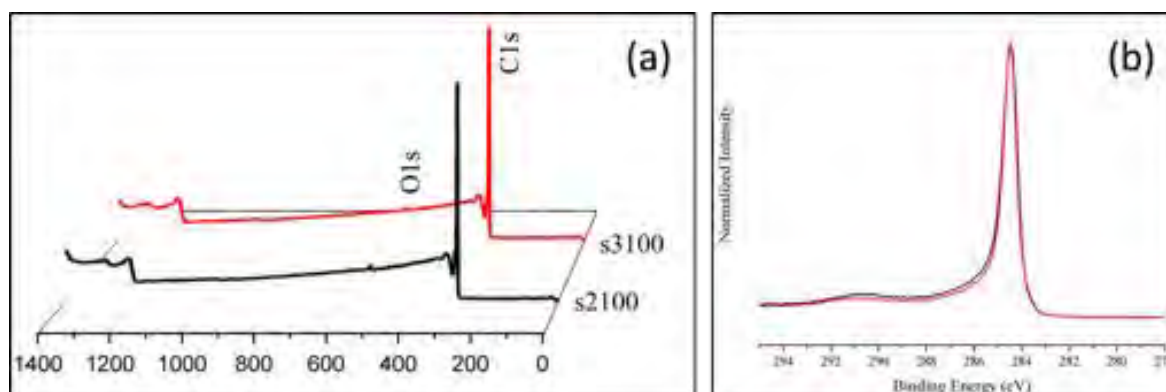 (a)
C1s
O1s
s3100
s2100
1400 1200 1000 800 600 400 200 0
(b)
Normalized Intensity
294 292 290 288 286 284 282 280 278
Binding Energy (eV)